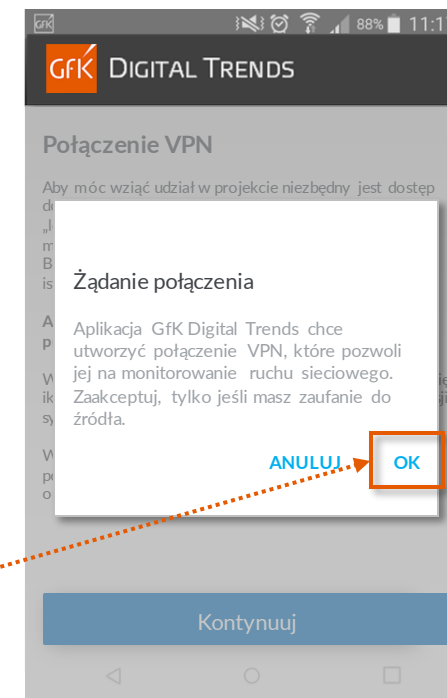 GfK
88% 11:1
GfK DIGITAL TRENDS
Połączenie VPN
Aby móc wziąć udział w projekcie niezbędny jest dostęp
Żądanie połączenia
Aplikacja GfK Digital Trends chce
utworzyć połączenie VPN, które pozwoli
jej na monitorowanie ruchu sieciowego.
Zaakceptuj, tylko jeśli masz zaufanie do
źródła.
ANULUJ OK
Kontynuuj